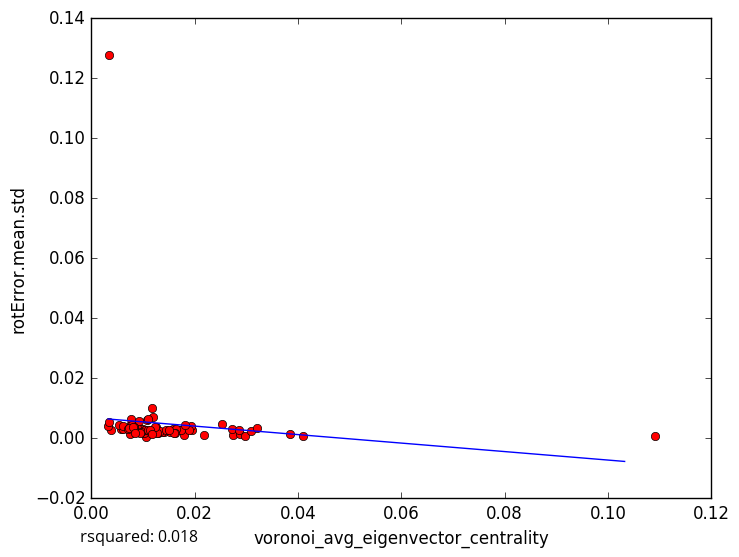 0.14
0.12
0.10
0.08
0.06
0.04
0.02
0.00
−0.02
rotError.mean.std
0.00 0.02 0.04 0.06 0.08 0.10 0.12
rsquared: 0.018
voronoi_avg_eigenvector_centrality